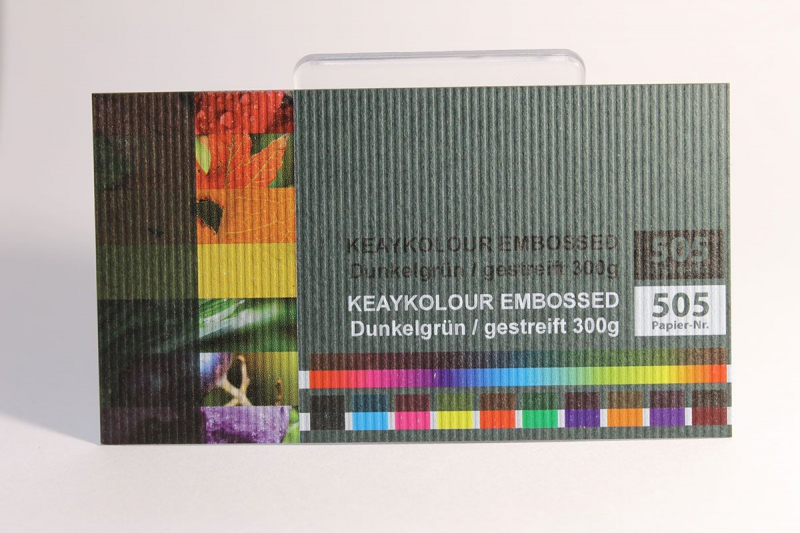 KEAYKOLOUR EMBOSSED
Dunkelgrün / gestreift 300g
505
KEAYKOLOUR EMBOSSED
Dunkelgrün / gestreift 300g
505
Papier-Nr.